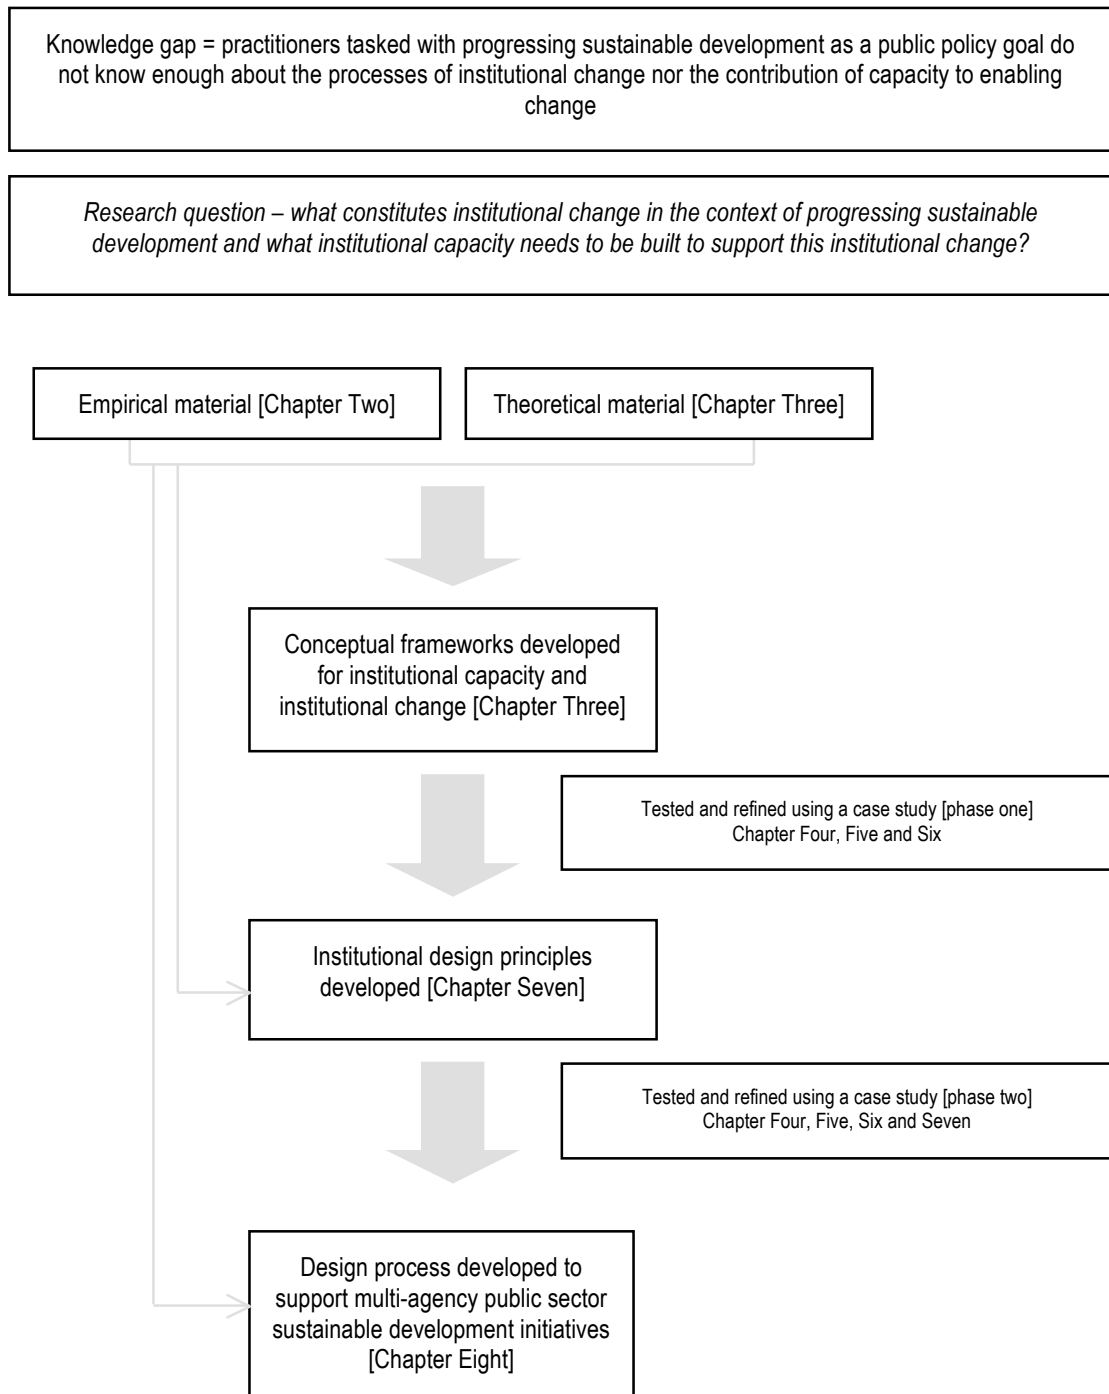 Knowledge gap = practitioners tasked with progressing sustainable development as a public policy goal do
not know enough about the processes of institutional change nor the contribution of capacity to enabling
change
Research question – what constitutes institutional change in the context of progressing sustainable
development and what institutional capacity needs to be built to support this institutional change?
Empirical material [Chapter Two]
Theoretical material [Chapter Three]
Conceptual frameworks developed
for institutional capacity and
institutional change [Chapter Three]
Tested and refined using a case study [phase one]
Chapter Four, Five and Six
Institutional design principles
developed [Chapter Seven]
Tested and refined using a case study [phase two]
Chapter Four, Five, Six and Seven
Design process developed to
support multi-agency public sector
sustainable development initiatives
[Chapter Eight]